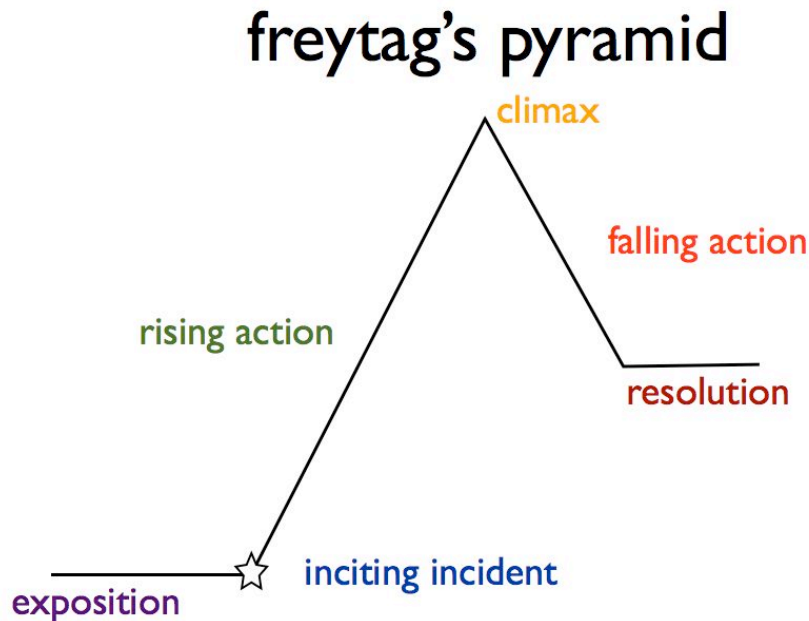 freytag's pyramid
climax
falling action
rising action
resolution
inciting incident
exposition